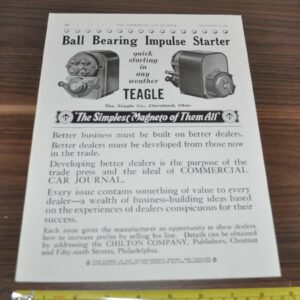 Ball Bearing Impulse Starter
quick
starting
in
any
weather
TEAGLE
The Teagle Co., Cleveland, Ohio
"The Simplest Magneto of Them All"
Better business must be built on better dealers.
Better dealers must be developed from those now
in the trade.
Developing better dealers is the purpose of the
trade press and the ideal of COMMERCIAL
CAR JOURNAL.
Every issue contains something of value to every
dealer—a wealth of business-building ideas based
on the experiences of dealers conspicuous for their
success.
Each issue gives the manufacturer an opportunity to show dealers
how to increase profits by selling his line. Details can be obtained
by addressing the CHILTON COMPANY, Publishers, Chestnut
and Fifty-sixth Streets, Philadelphia.